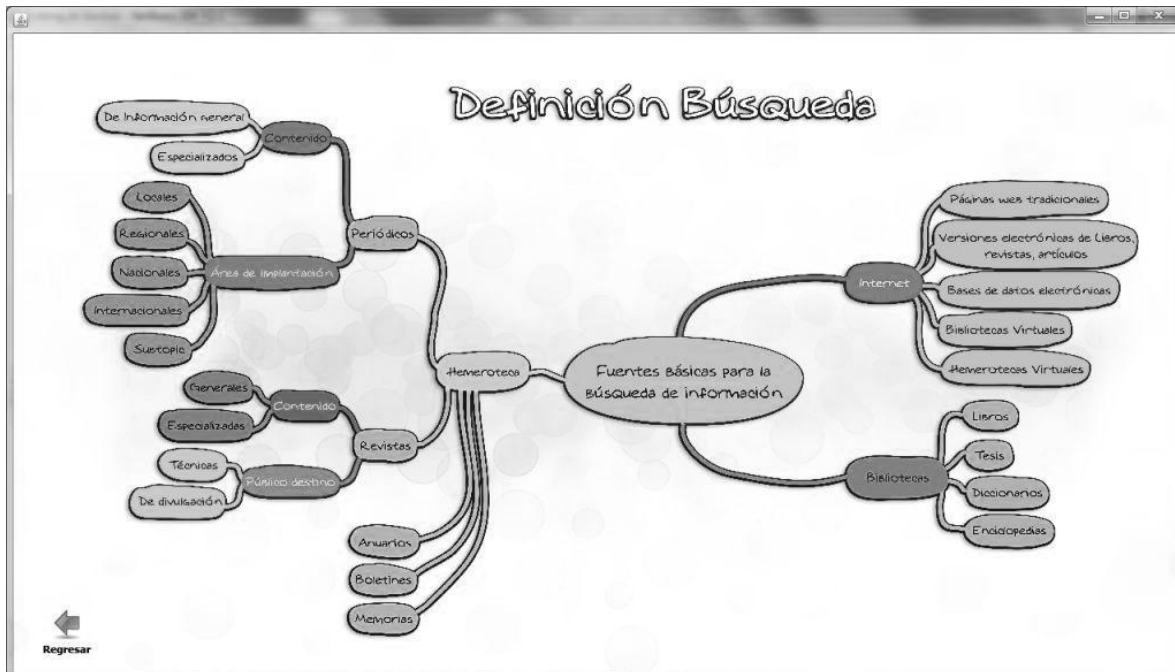 Definición Búsqueda
De Información General
Especializados
Contenido
Locales
Regionales
Nacionales
Internacionales
Sustopic
Área de Implantación
Periódicos
Generales
Especializadas
Contenido
Técnicas
De divulgación
Público destino
Revistas
Anuarios
Boletines
Memorias
Hemeroteca
Fuentes Básicas para la
Búsqueda de información
Internet
Páginas web tradicionales
Versiones electrónicas de Libros,
revistas, artículos
Bases de datos electrónicas
Bibliotecas Virtuales
Hemerotecas Virtuales
Bibliotecas
Libros
Tesis
Diccionarios
Enciclopedias
Regresar